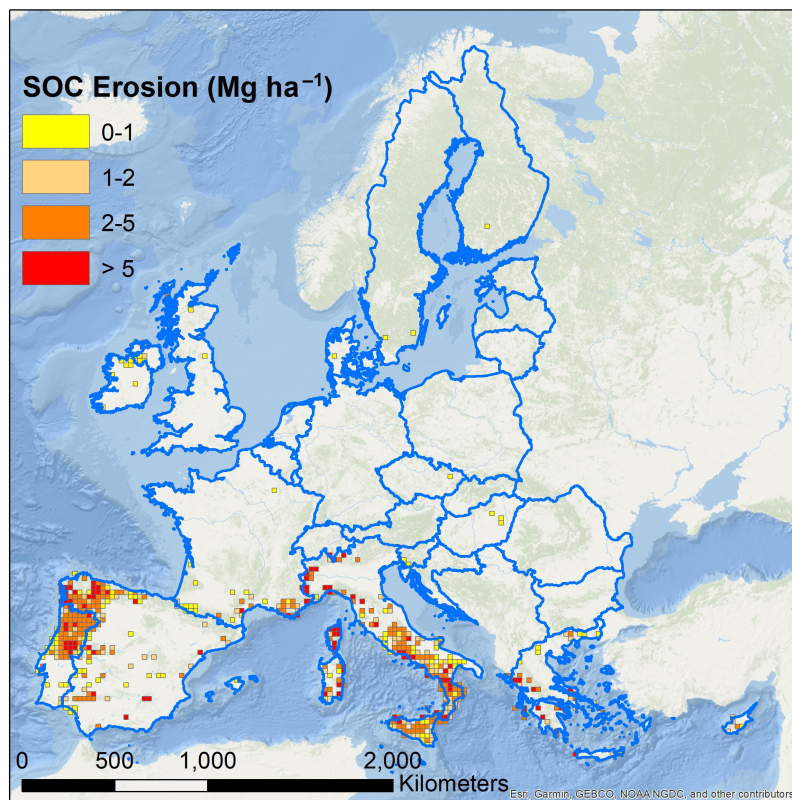 SOC Erosion (Mg ha⁻¹)
0-1
1-2
2-5
> 5
0 500 1,000 2,000
Kilometers
Esri, Garmin, GEBCO, NOAA NGDC, and other contributors